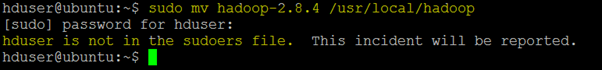 hduser@ubuntu:~$ sudo mv hadoop-2.8.4 /usr/local/hadoop
[sudo] password for hduser:
hduser is not in the sudoers file.  This incident will be reported.
hduser@ubuntu:~$